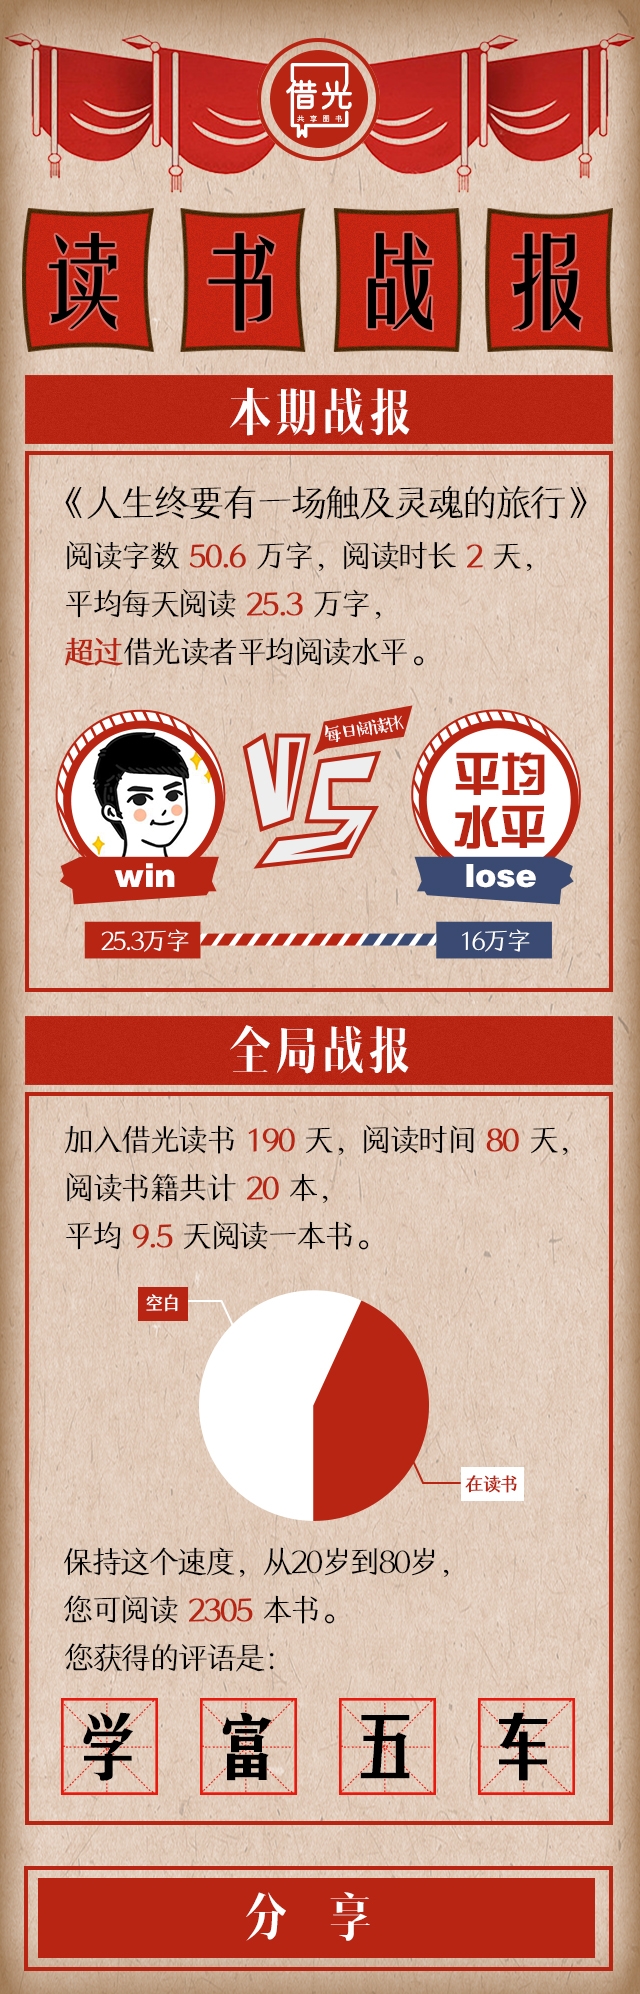 借光
共享图书
读书战报
本期战报
《人生终要有一场触及灵魂的旅行》
阅读字数 50.6 万字，阅读时长 2 天，
平均每天阅读 25.3 万字，
超过借光读者平均阅读水平。
每日阅读PK
VS
平均
水平
win
lose
25.3万字
16万字
全局战报
加入借光读书 190 天，阅读时间 80 天，
阅读书籍共计 20 本，
平均 9.5 天阅读一本书。
空白
在读书
保持这个速度，从20岁到80岁，
您可阅读 2305 本书。
您获得的评语是：
学富五车
分 享